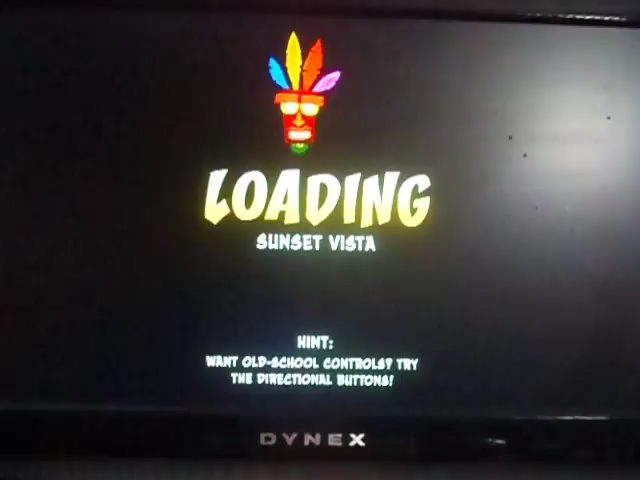 LOADING
SUNSET VISTA
HINT:
WANT OLD-SCHOOL CONTROLS? TRY
THE DIRECTIONAL BUTTONS!
DYNEX